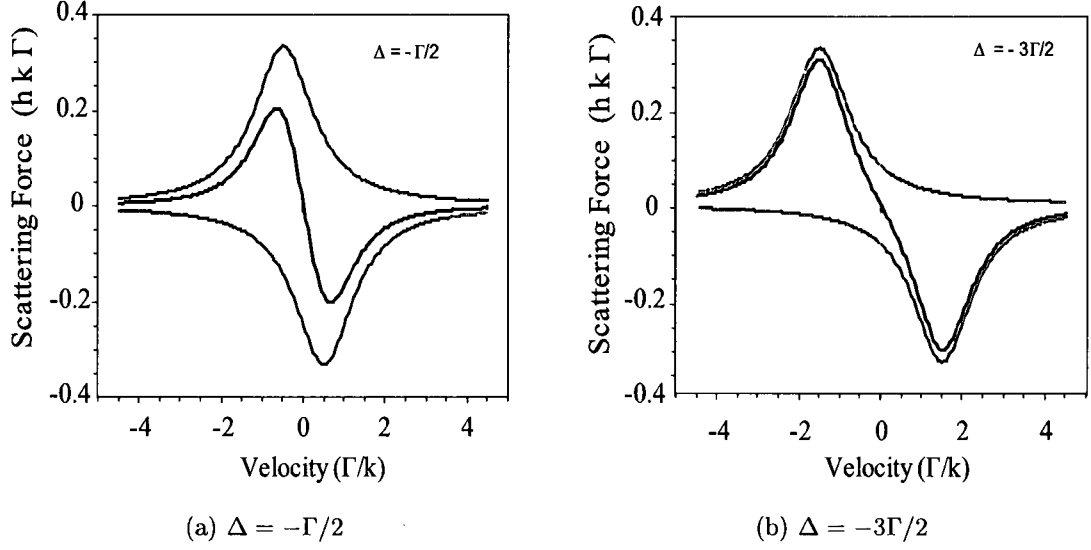 0.4
0.2
0
-0.2
-0.4
Scattering Force (h k Γ)
Δ = -Γ/2
-4 -2 0 2 4
Velocity (Γ/k)
(a) Δ = −Γ/2
0.4
0.2
0
-0.2
-0.4
Scattering Force (h k Γ)
Δ = - 3Γ/2
-4 -2 0 2 4
Velocity (Γ/k)
(b) Δ = −3Γ/2